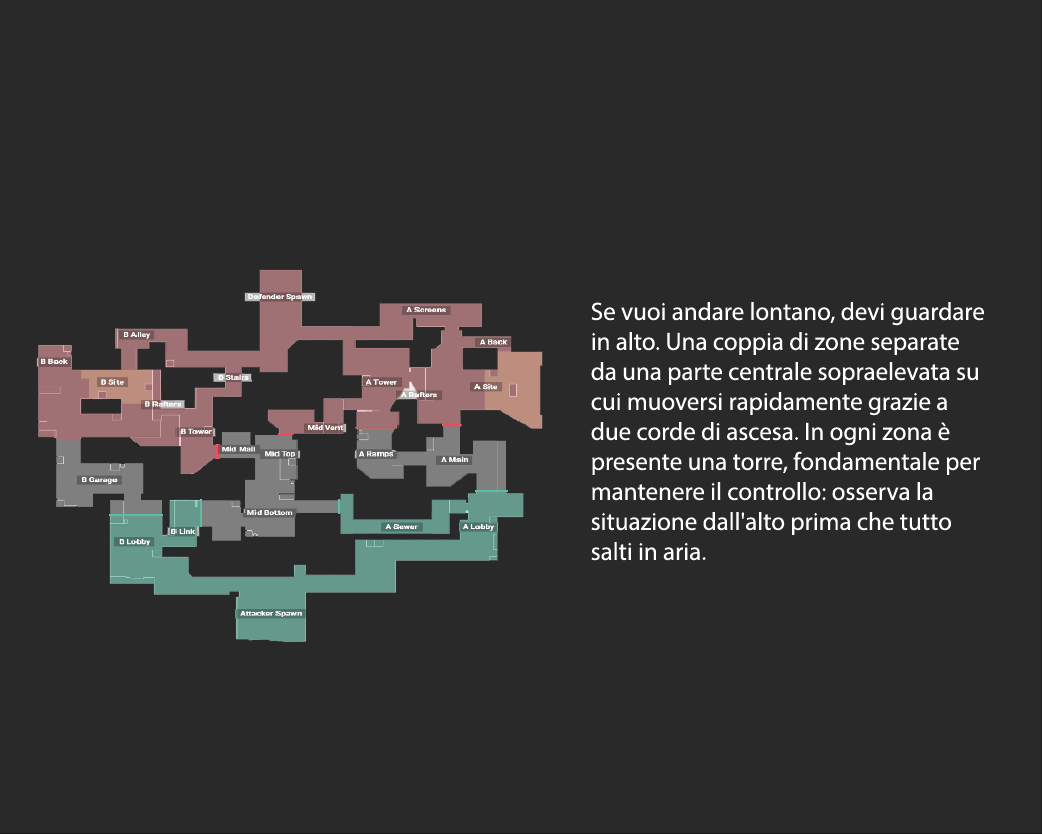 Defender Spawn
A Screens
B Alley
A Back
B Back
B Stairs
B Site
A Tower
A Site
A Rafters
B Rafters
Mid Vent
B Tower
Mid Mail
Mid Top
A Ramps
A Main
B Garage
Mid Bottom
A Sewer
A Lobby
B Link
B Lobby
Attacker Spawn
Se vuoi andare lontano, devi guardare
in alto. Una coppia di zone separate
da una parte centrale sopraelevata su
cui muoversi rapidamente grazie a
due corde di ascesa. In ogni zona è
presente una torre, fondamentale per
mantenere il controllo: osserva la
situazione dall'alto prima che tutto
salti in aria.